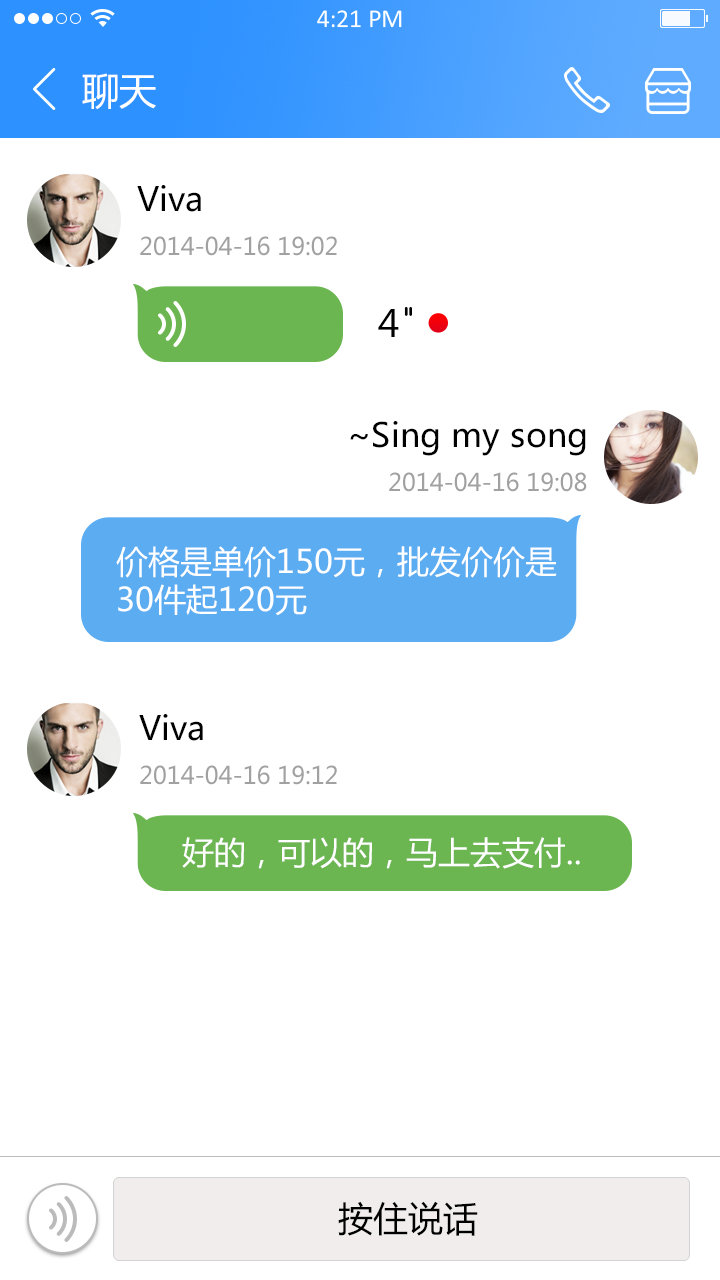 4:21 PM
聊天
Viva
2014-04-16 19:02
4"
~Sing my song
2014-04-16 19:08
价格是单价150元，批发价价是
30件起120元
Viva
2014-04-16 19:12
好的，可以的，马上去支付..
按住说话